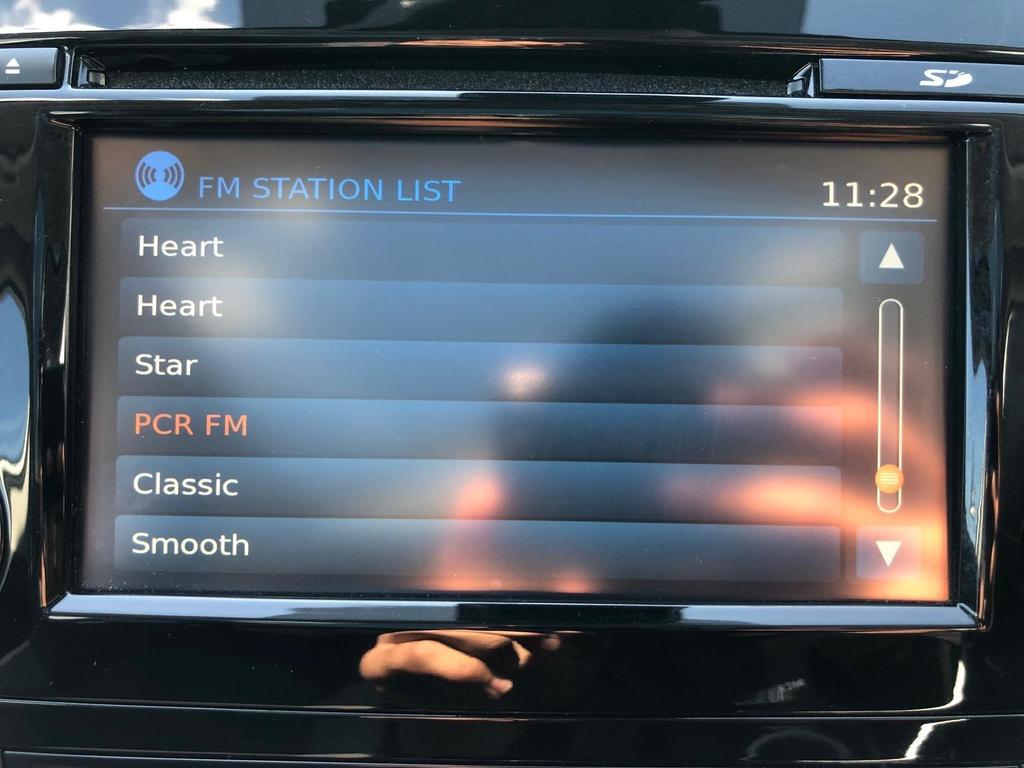 SD
FM STATION LIST
11:28
Heart
Heart
Star
PCR FM
Classic
Smooth